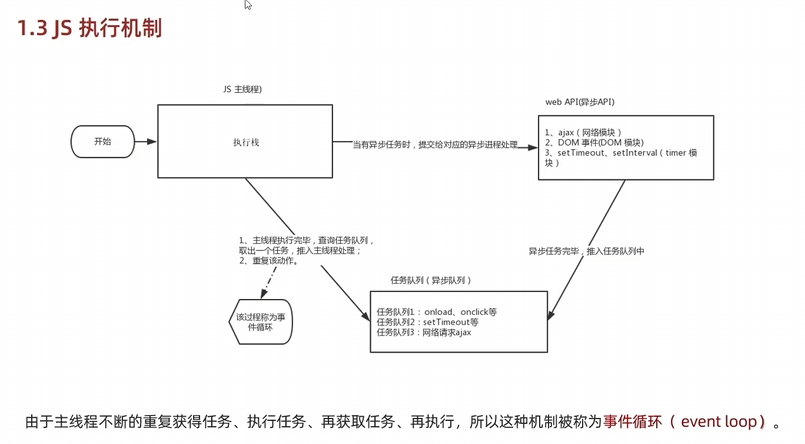 1.3 JS 执行机制
JS 主线程)
web API(异步API)
开始
执行栈
当有异步任务时，提交给对应的异步进程处理
1、ajax（网络模块）
2、DOM 事件(DOM 模块)
3、setTimeout、setInterval（timer 模
块）
1、主线程执行完毕，查询任务队列，
取出一个任务，推入主线程处理；
2、重复该动作。
异步任务完毕，推入任务队列中
任务队列（异步队列）
该过程称为事
件循环
任务队列1：onload、onclick等
任务队列2：setTimeout等
任务队列3：网络请求ajax
由于主线程不断的重复获得任务、执行任务、再获取任务、再执行，所以这种机制被称为事件循环（ event loop）。